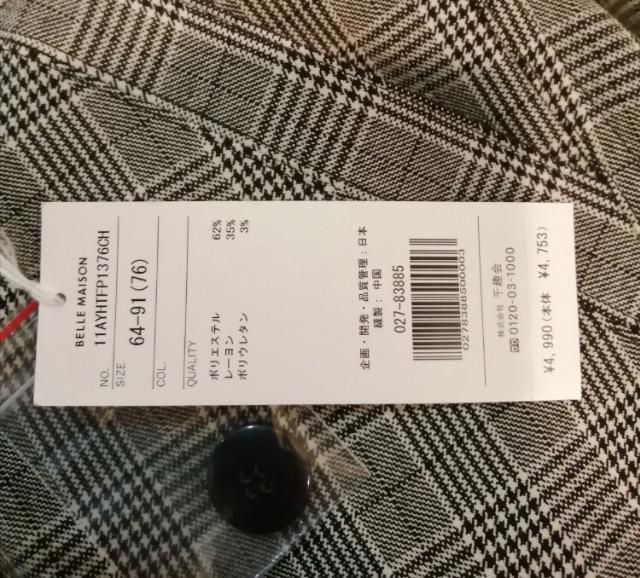 BELLE MAISON
NO. 11AYHTFP1376CH
SIZE 64-91 (76)
COL.
QUALITY
ポリエステル 62%
レーヨン 35%
ポリウレタン 3%
企画・開発・品質管理:日本
縫製:中国
027-83885
0278388500003
株式会社 千趣会
0120-03-1000
¥4,990(本体 ¥4,753)